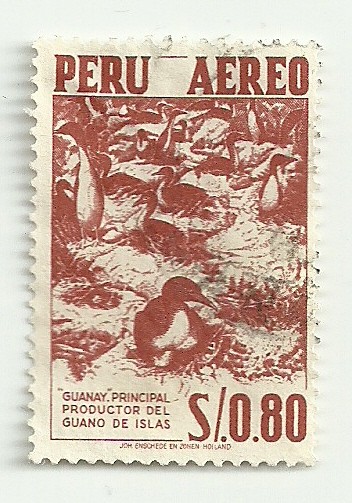 PERU AEREO
"GUANAY", PRINCIPAL
PRODUCTOR DEL
GUANO DE ISLAS
S/.0.80
JOH. ENSCHEDE EN ZONEN-HOLLAND